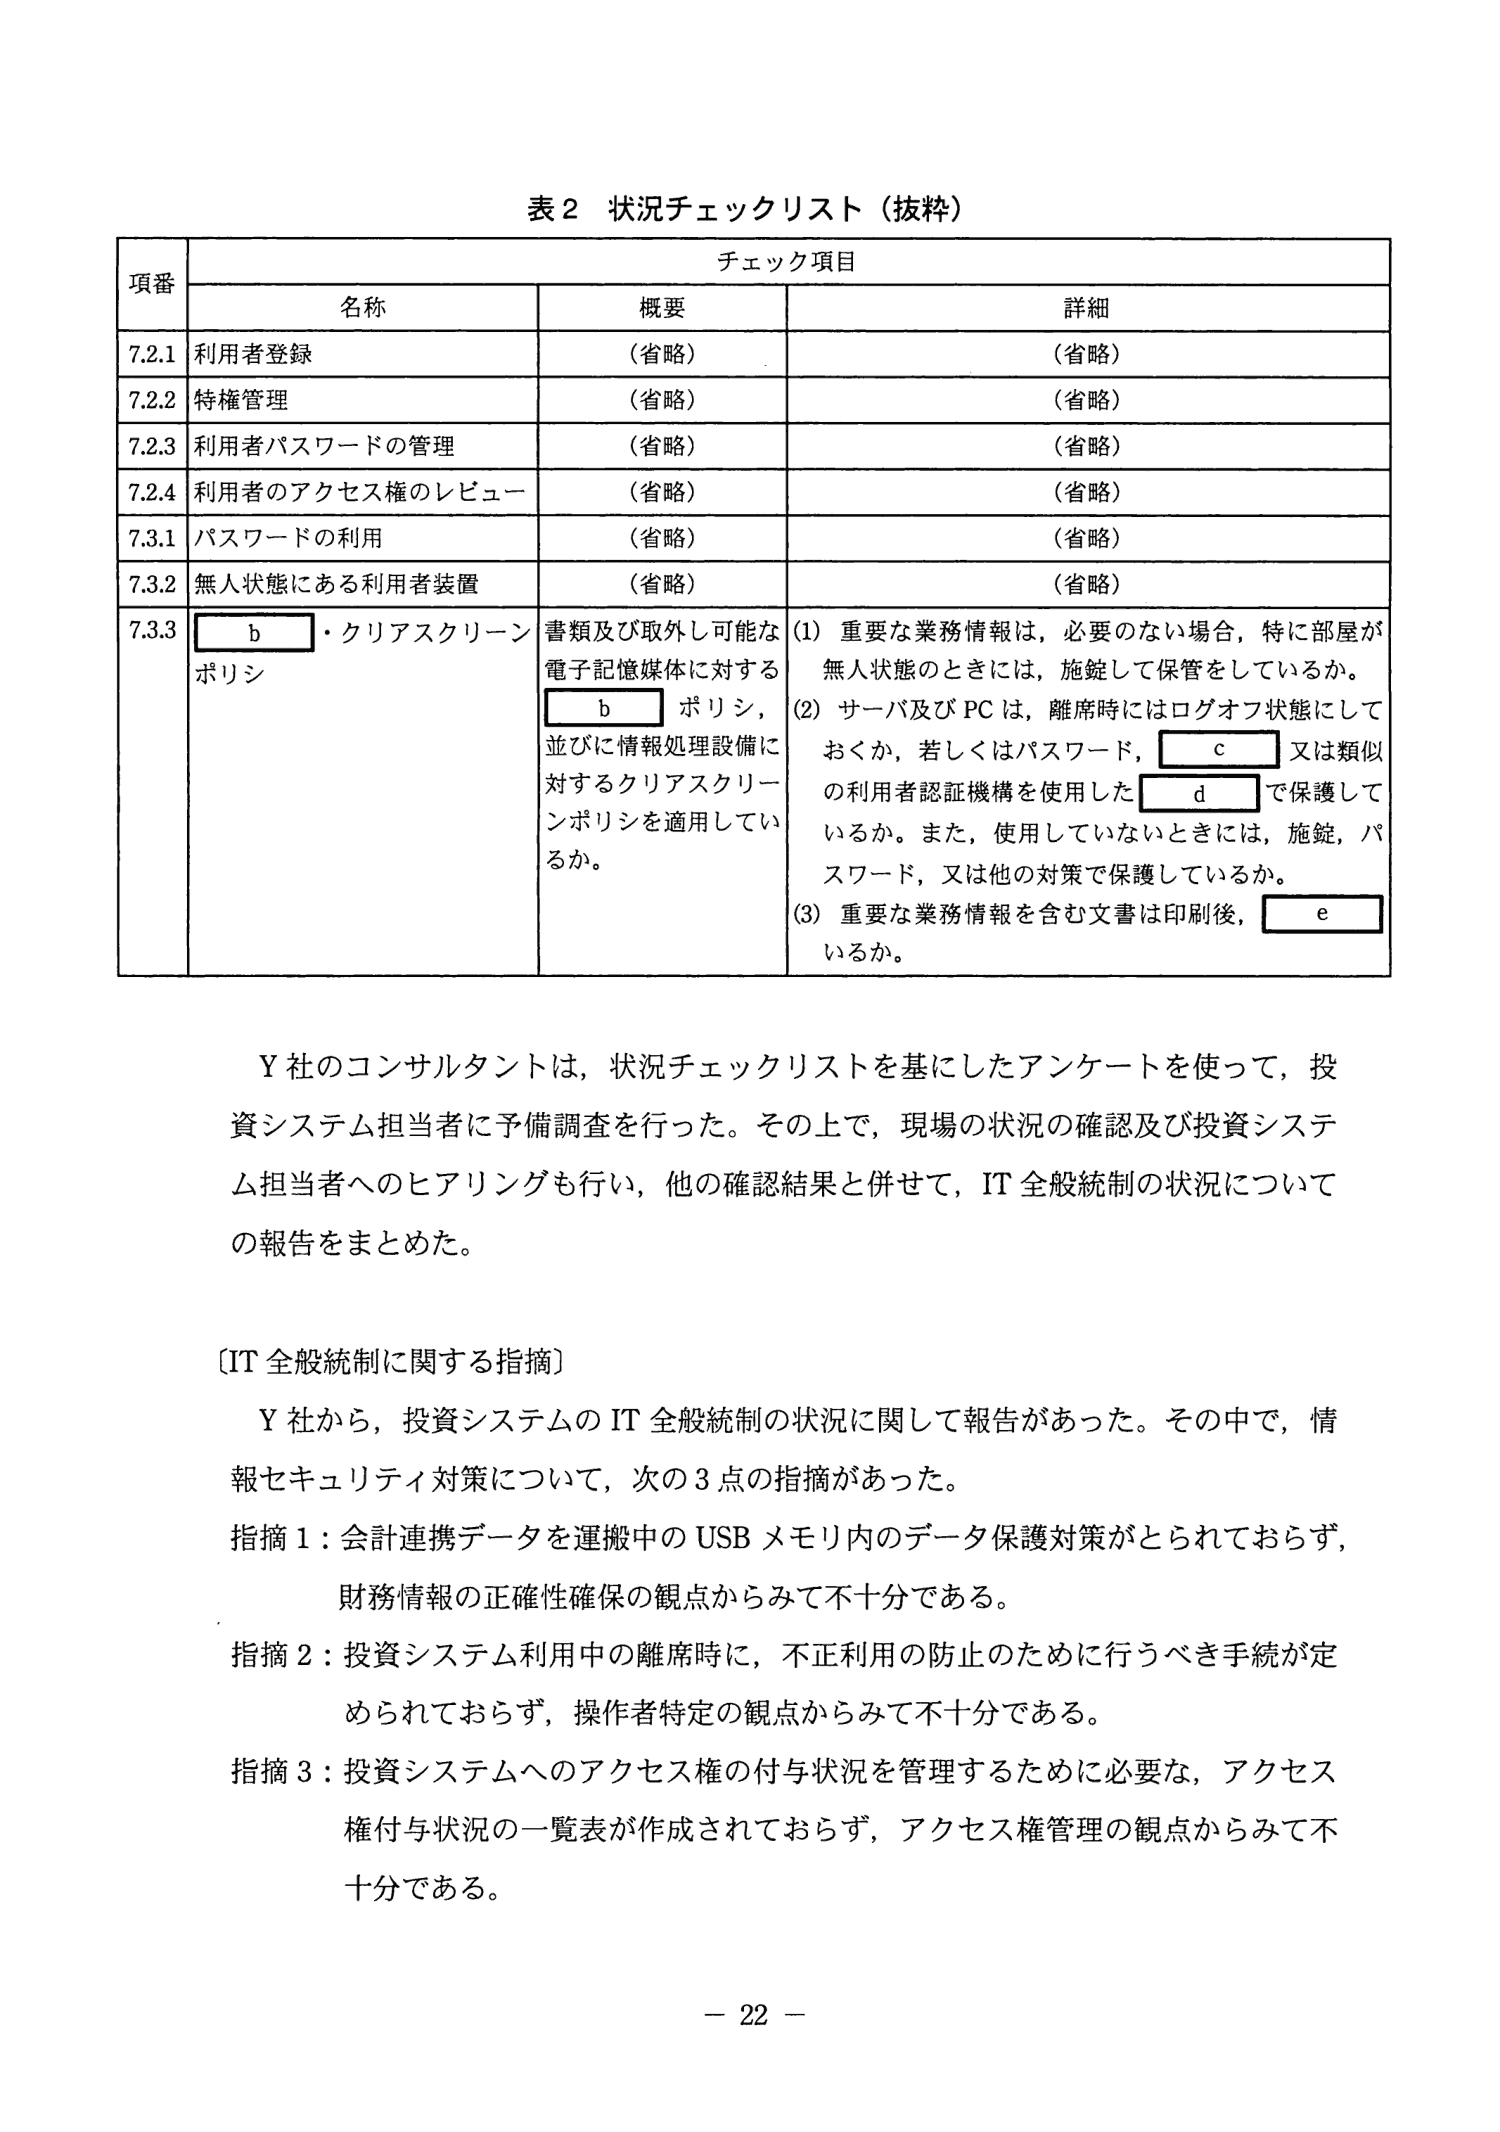 表2 状況チェックリスト（抜粋）
項番
チェック項目
名称
概要
詳細
7.2.1 利用者登録 （省略） （省略）
7.2.2 特権管理 （省略） （省略）
7.2.3 利用者パスワードの管理 （省略） （省略）
7.2.4 利用者のアクセス権のレビュー （省略） （省略）
7.3.1 パスワードの利用 （省略） （省略）
7.3.2 無人状態にある利用者装置 （省略） （省略）
7.3.3
b ・クリアスクリーン
ポリシ
書類及び取外し可能な
電子記憶媒体に対する
b ポリシ，
並びに情報処理設備に
対するクリアスクリー
ンポリシを適用してい
るか。
(1) 重要な業務情報は，必要のない場合，特に部屋が
無人状態のときには，施錠して保管をしているか。
(2) サーバ及び PC は，離席時にはログオフ状態にして
おくか，若しくはパスワード， c 又は類似
の利用者認証機構を使用した d で保護して
いるか。また，使用していないときには，施錠，パ
スワード，又は他の対策で保護しているか。
(3) 重要な業務情報を含む文書は印刷後， e
いるか。
Y 社のコンサルタントは，状況チェックリストを基にしたアンケートを使って，投
資システム担当者に予備調査を行った。その上で，現場の状況の確認及び投資システ
ム担当者へのヒアリングも行い，他の確認結果と併せて，IT 全般統制の状況について
の報告をまとめた。
〔IT 全般統制に関する指摘〕
Y 社から，投資システムの IT 全般統制の状況に関して報告があった。その中で，情
報セキュリティ対策について，次の 3 点の指摘があった。
指摘 1：会計連携データを運搬中の USB メモリ内のデータ保護対策がとられておらず，
財務情報の正確性確保の観点からみて不十分である。
指摘 2：投資システム利用中の離席時に，不正利用の防止のために行うべき手続が定
められておらず，操作者特定の観点からみて不十分である。
指摘 3：投資システムへのアクセス権の付与状況を管理するために必要な，アクセス
権付与状況の一覧表が作成されておらず，アクセス権管理の観点からみて不
十分である。
－ 22 －